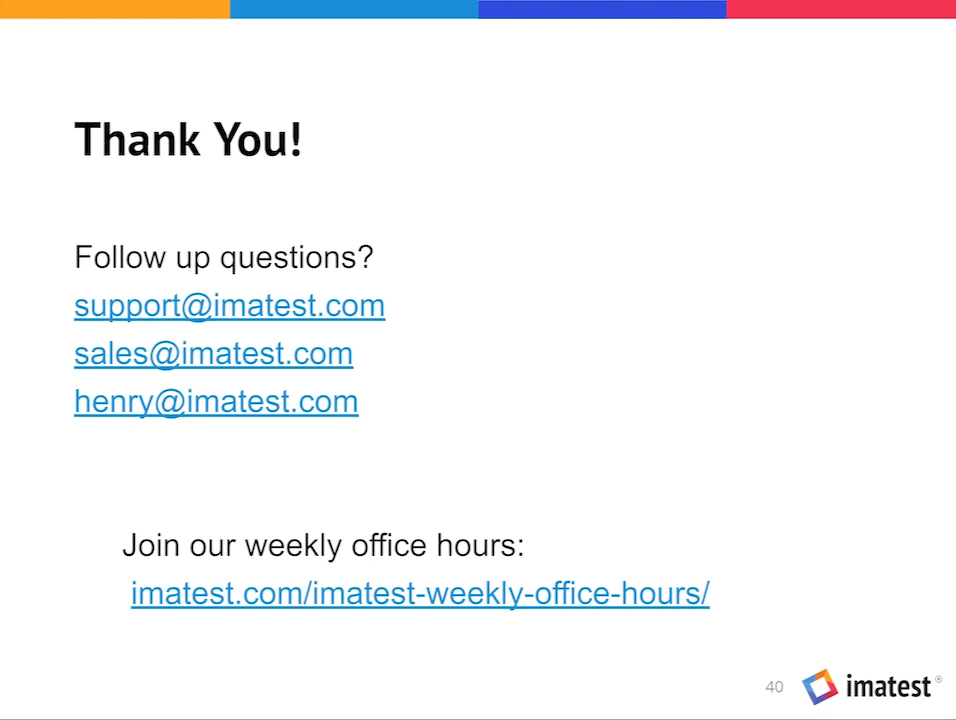 Thank You!
Follow up questions?
support@imatest.com
sales@imatest.com
henry@imatest.com
Join our weekly office hours:
imatest.com/imatest-weekly-office-hours/
40
imatest®